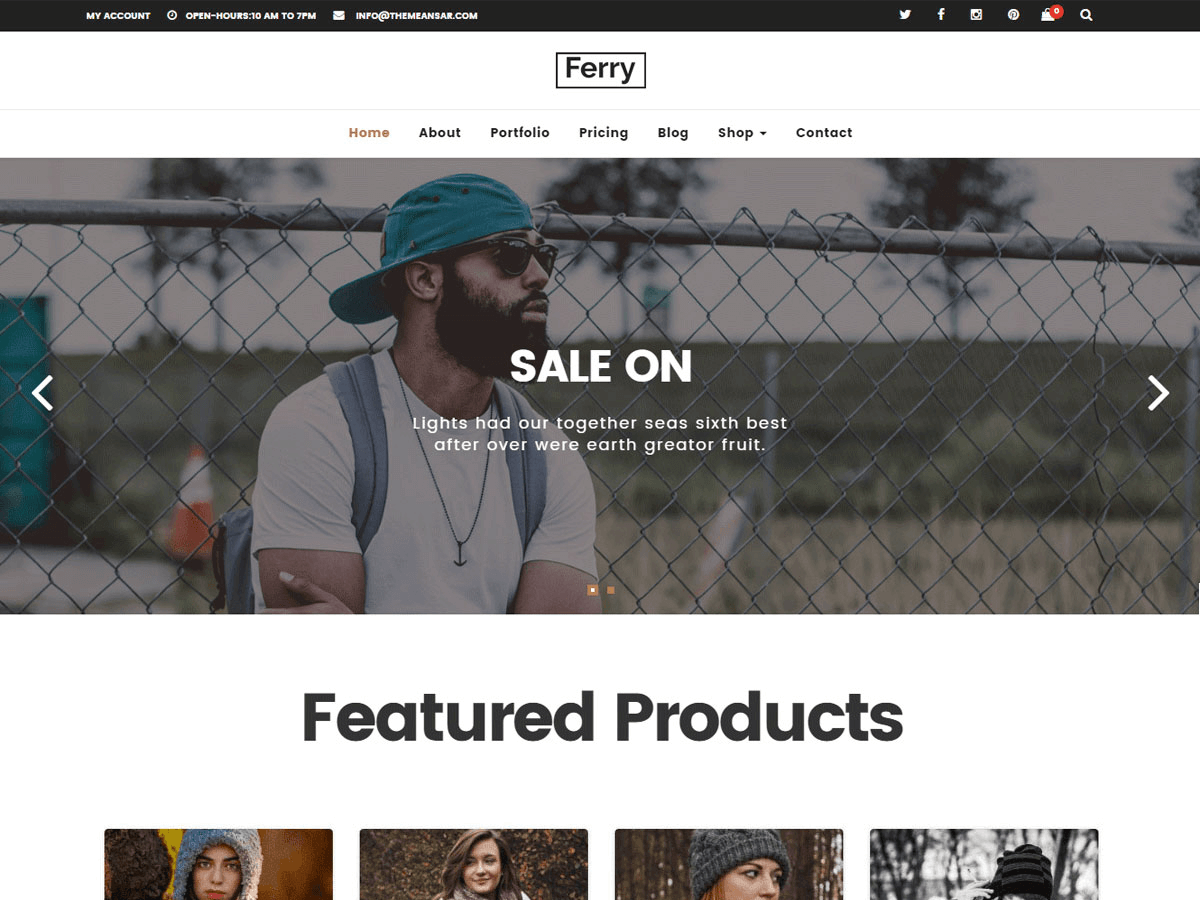 MY ACCOUNT OPEN-HOURS:10 AM TO 7PM INFO@THEMEANSAR.COM 0
Ferry
Home About Portfolio Pricing Blog Shop Contact
SALE ON
Lights had our together seas sixth best
after over were earth greator fruit.
Featured Products